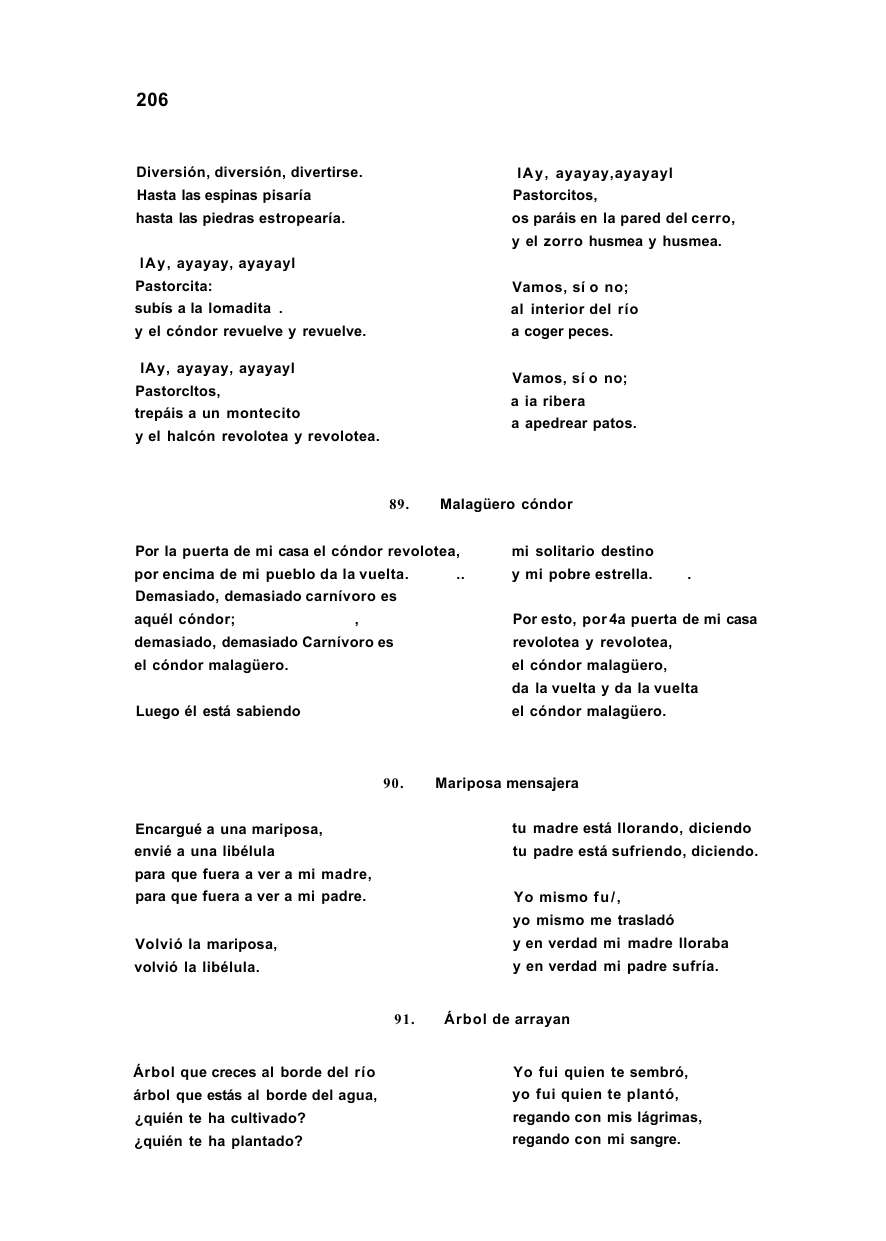 206
Diversión, diversión, divertirse.
Hasta las espinas pisaría
hasta las piedras estropearía.
lAy, ayayay, ayayayl
Pastorcita:
subís a la lomadita .
y el cóndor revuelve y revuelve.
lAy, ayayay, ayayayl
Pastorcltos,
trepáis a un montecito
y el halcón revolotea y revolotea.
lAy, ayayay,ayayayl
Pastorcitos,
os paráis en la pared del cerro,
y el zorro husmea y husmea.
Vamos, sí o no;
al interior del río
a coger peces.
Vamos, sí o no;
a ia ribera
a apedrear patos.
89. Malagüero cóndor
Por la puerta de mi casa el cóndor revolotea,
por encima de mi pueblo da la vuelta. ..
Demasiado, demasiado carnívoro es
aquél cóndor; ,
demasiado, demasiado Carnívoro es
el cóndor malagüero.
Luego él está sabiendo
mi solitario destino
y mi pobre estrella. .
Por esto, por 4a puerta de mi casa
revolotea y revolotea,
el cóndor malagüero,
da la vuelta y da la vuelta
el cóndor malagüero.
90. Mariposa mensajera
Encargué a una mariposa,
envié a una libélula
para que fuera a ver a mi madre,
para que fuera a ver a mi padre.
Volvió la mariposa,
volvió la libélula.
tu madre está llorando, diciendo
tu padre está sufriendo, diciendo.
Yo mismo fu/,
yo mismo me trasladó
y en verdad mi madre lloraba
y en verdad mi padre sufría.
91. Árbol de arrayan
Árbol que creces al borde del río
árbol que estás al borde del agua,
¿quién te ha cultivado?
¿quién te ha plantado?
Yo fui quien te sembró,
yo fui quien te plantó,
regando con mis lágrimas,
regando con mi sangre.